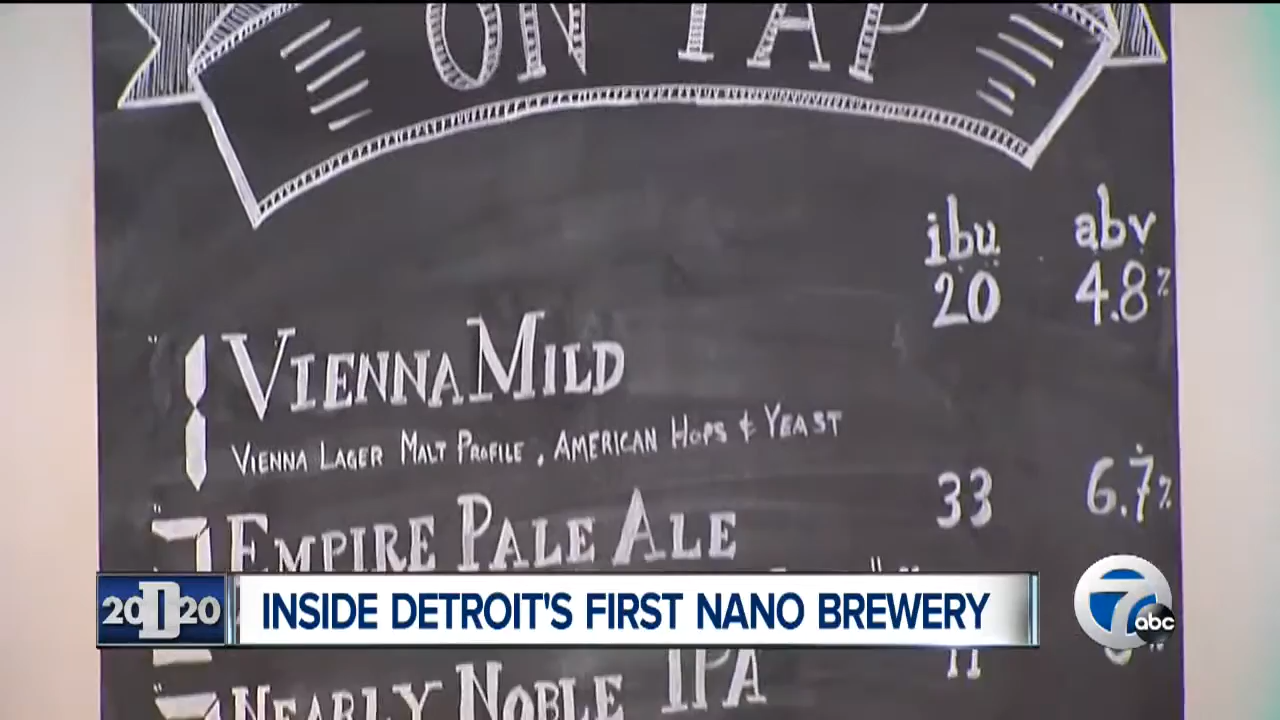 ON TAP
ibu abv
20 4.8%
1 VIENNA MILD
VIENNA LAGER MALT PROFILE, AMERICAN HOPS & YEAST
33 6.7%
EMPIRE PALE ALE
20 D 20 INSIDE DETROIT'S FIRST NANO BREWERY
7 abc
NEARLY NOBLE IPA